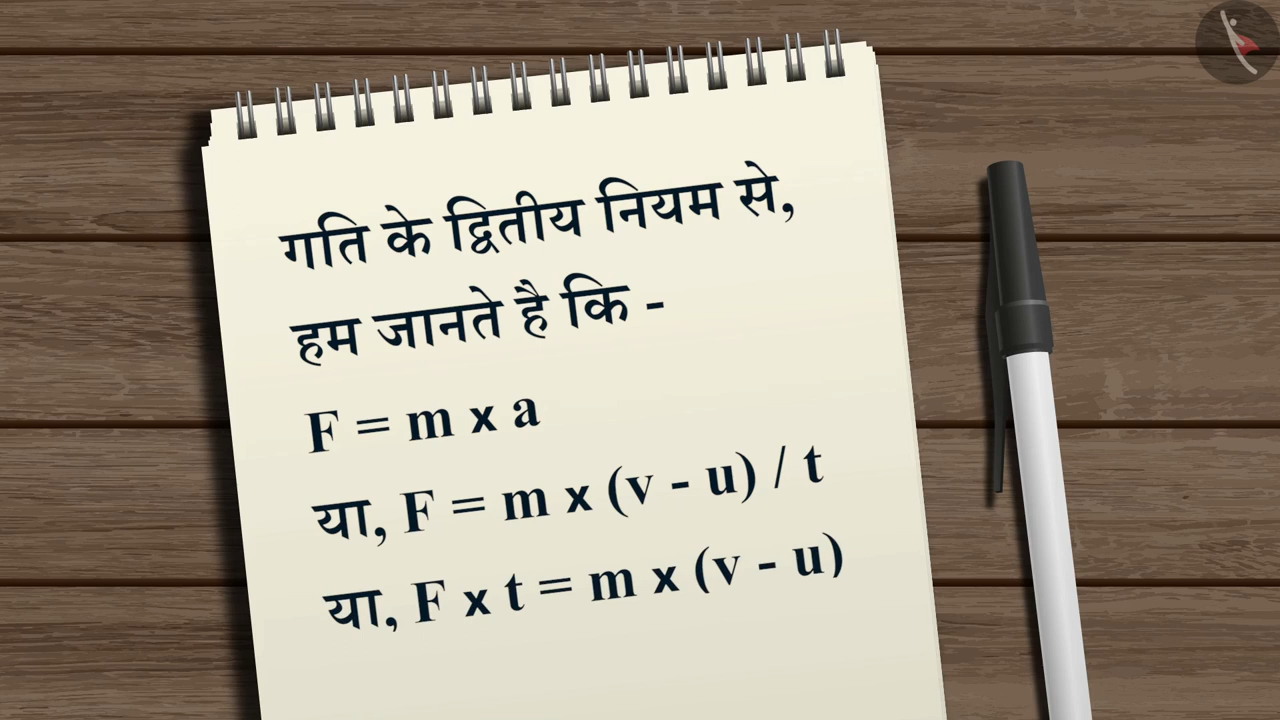 गति के द्वितीय नियम से,
हम जानते है कि -
F = m x a
या, F = m x (v - u) / t
या, F x t = m x (v - u)